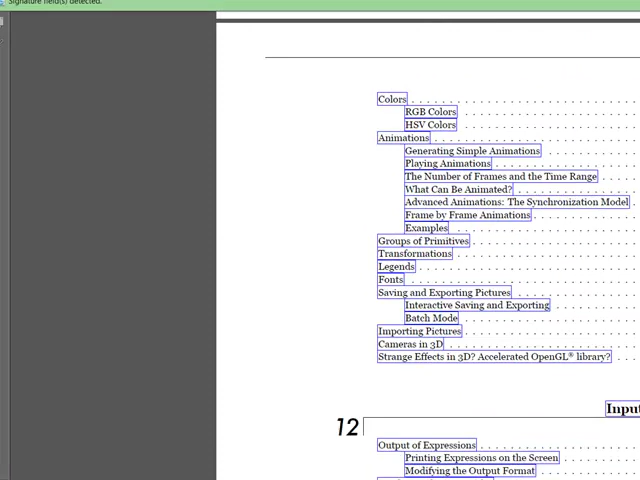 Signature field(s) detected.
Colors
RGB Colors
HSV Colors
Animations
Generating Simple Animations
Playing Animations
The Number of Frames and the Time Range
What Can Be Animated?
Advanced Animations: The Synchronization Model
Frame by Frame Animations
Examples
Groups of Primitives
Transformations
Legends
Fonts
Saving and Exporting Pictures
Interactive Saving and Exporting
Batch Mode
Importing Pictures
Cameras in 3D
Strange Effects in 3D? Accelerated OpenGL® library?
Input
12
Output of Expressions
Printing Expressions on the Screen
Modifying the Output Format